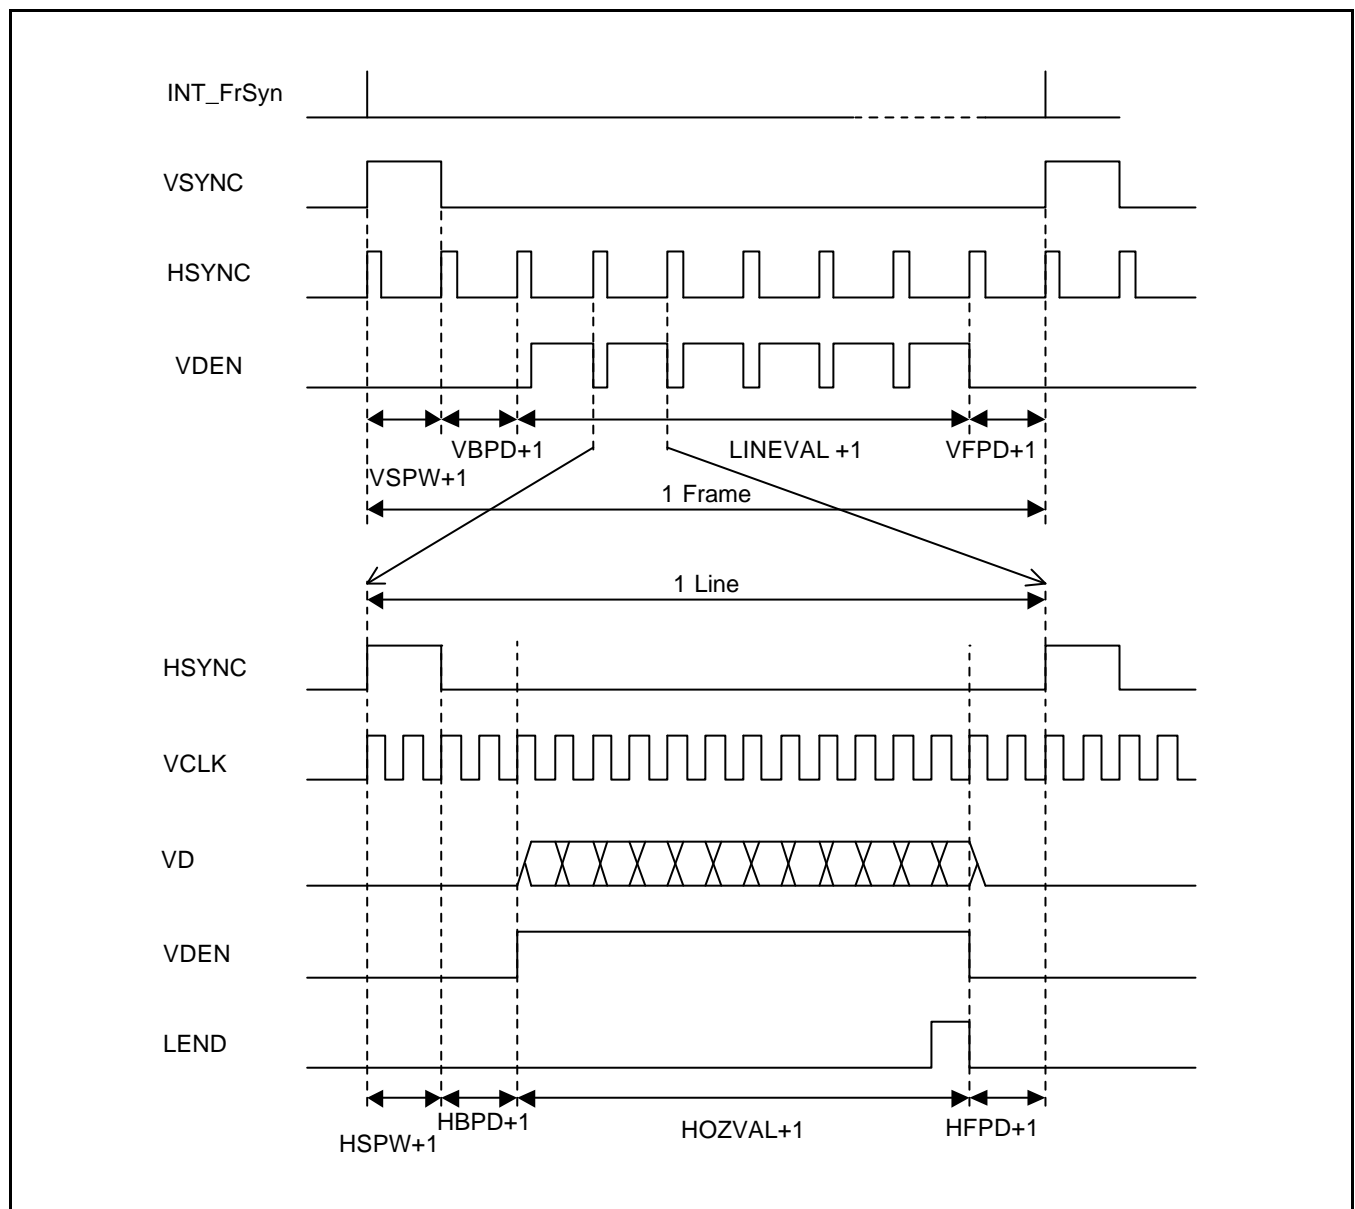 INT_FrSyn
VSYNC
HSYNC
VDEN
VBPD+1
LINEVAL +1
VFPD+1
VSPW+1
1 Frame
1 Line
HSYNC
VCLK
VD
VDEN
LEND
HBPD+1
HOZVAL+1
HFPD+1
HSPW+1